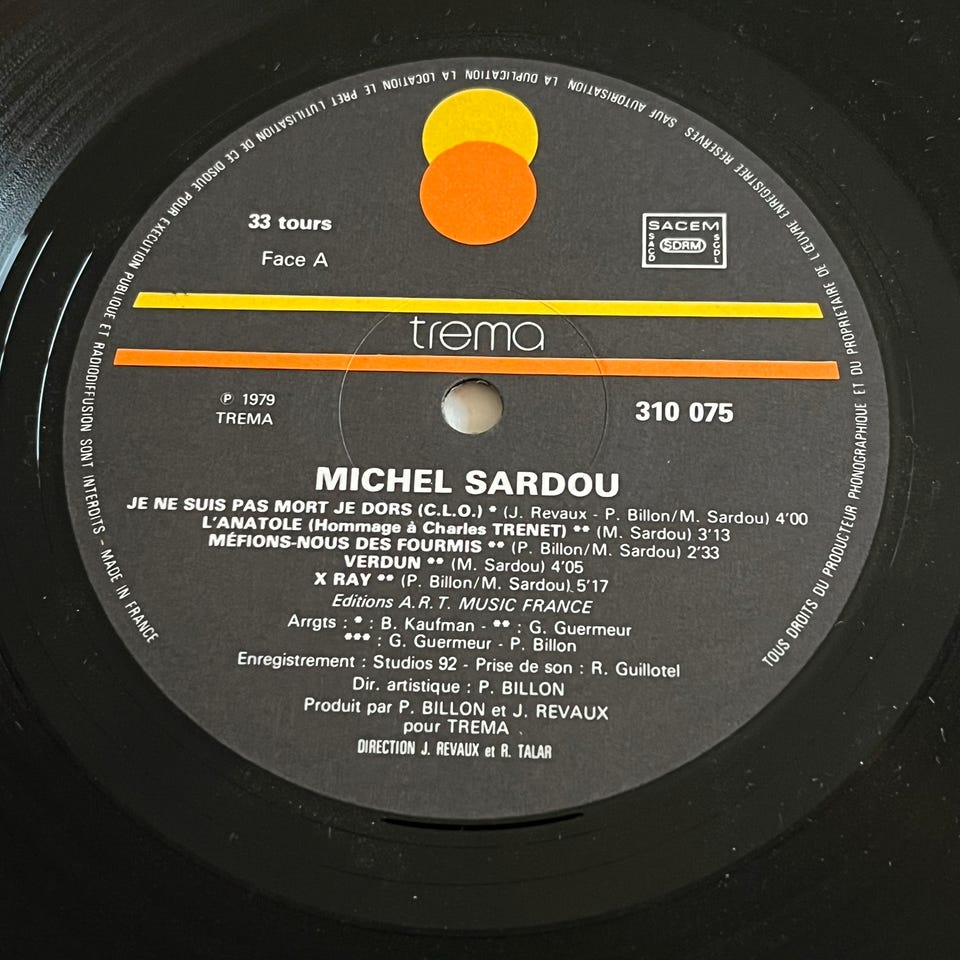 TOUS DROITS DU PRODUCTEUR PHONOGRAPHIQUE ET DU PROPRIETAIRE DE L'ŒUVRE ENREGISTREE RESERVES SAUF AUTORISATION LA DUPLICATION LA LOCATION LE PRET L'UTILISATION DE CE DISQUE POUR EXECUTION PUBLIQUE ET RADIODIFFUSION SONT INTERDITS - MADE IN FRANCE
33 tours
Face A
SACEM
SACD SDRM SGDL
trema
℗ 1979
TREMA
310 075
MICHEL SARDOU
JE NE SUIS PAS MORT JE DORS (C.L.O.) * (J. Revaux - P. Billon/M. Sardou) 4'00
L'ANATOLE (Hommage à Charles TRENET) ** (M. Sardou) 3'13
MÉFIONS-NOUS DES FOURMIS ** (P. Billon/M. Sardou) 2'33
VERDUN ** (M. Sardou) 4'05
X RAY ** (P. Billon/M. Sardou) 5'17
Editions A.R.T. MUSIC FRANCE
Arrgts : * : B. Kaufman - ** : G. Guermeur
*** : G. Guermeur - P. Billon
Enregistrement : Studios 92 - Prise de son : R. Guillotel
Dir. artistique : P. BILLON
Produit par P. BILLON et J. REVAUX
pour TREMA
DIRECTION J. REVAUX et R. TALAR